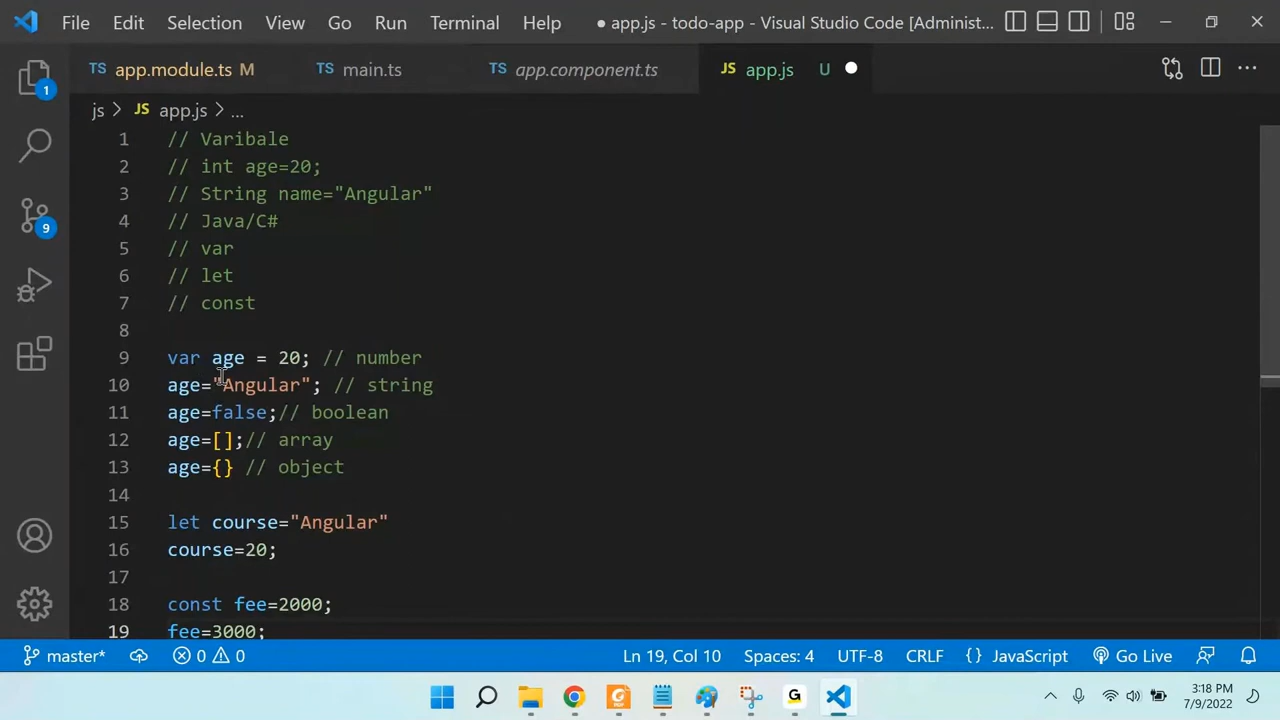 File Edit Selection View Go Run Terminal Help ● app.js - todo-app - Visual Studio Code [Administ...
TS app.module.ts M TS main.ts TS app.component.ts JS app.js U
js > JS app.js > ...
1 // Varibale
2 // int age=20;
3 // String name="Angular"
4 // Java/C#
5 // var
6 // let
7 // const
8
9 var age = 20; // number
10 age="Angular"; // string
11 age=false;// boolean
12 age=[];// array
13 age={} // object
14
15 let course="Angular"
16 course=20;
17
18 const fee=2000;
19 fee=3000;
1
9
master* 0 0 Ln 19, Col 10 Spaces: 4 UTF-8 CRLF {} JavaScript Go Live
G PDF G 3:18 PM
7/9/2022